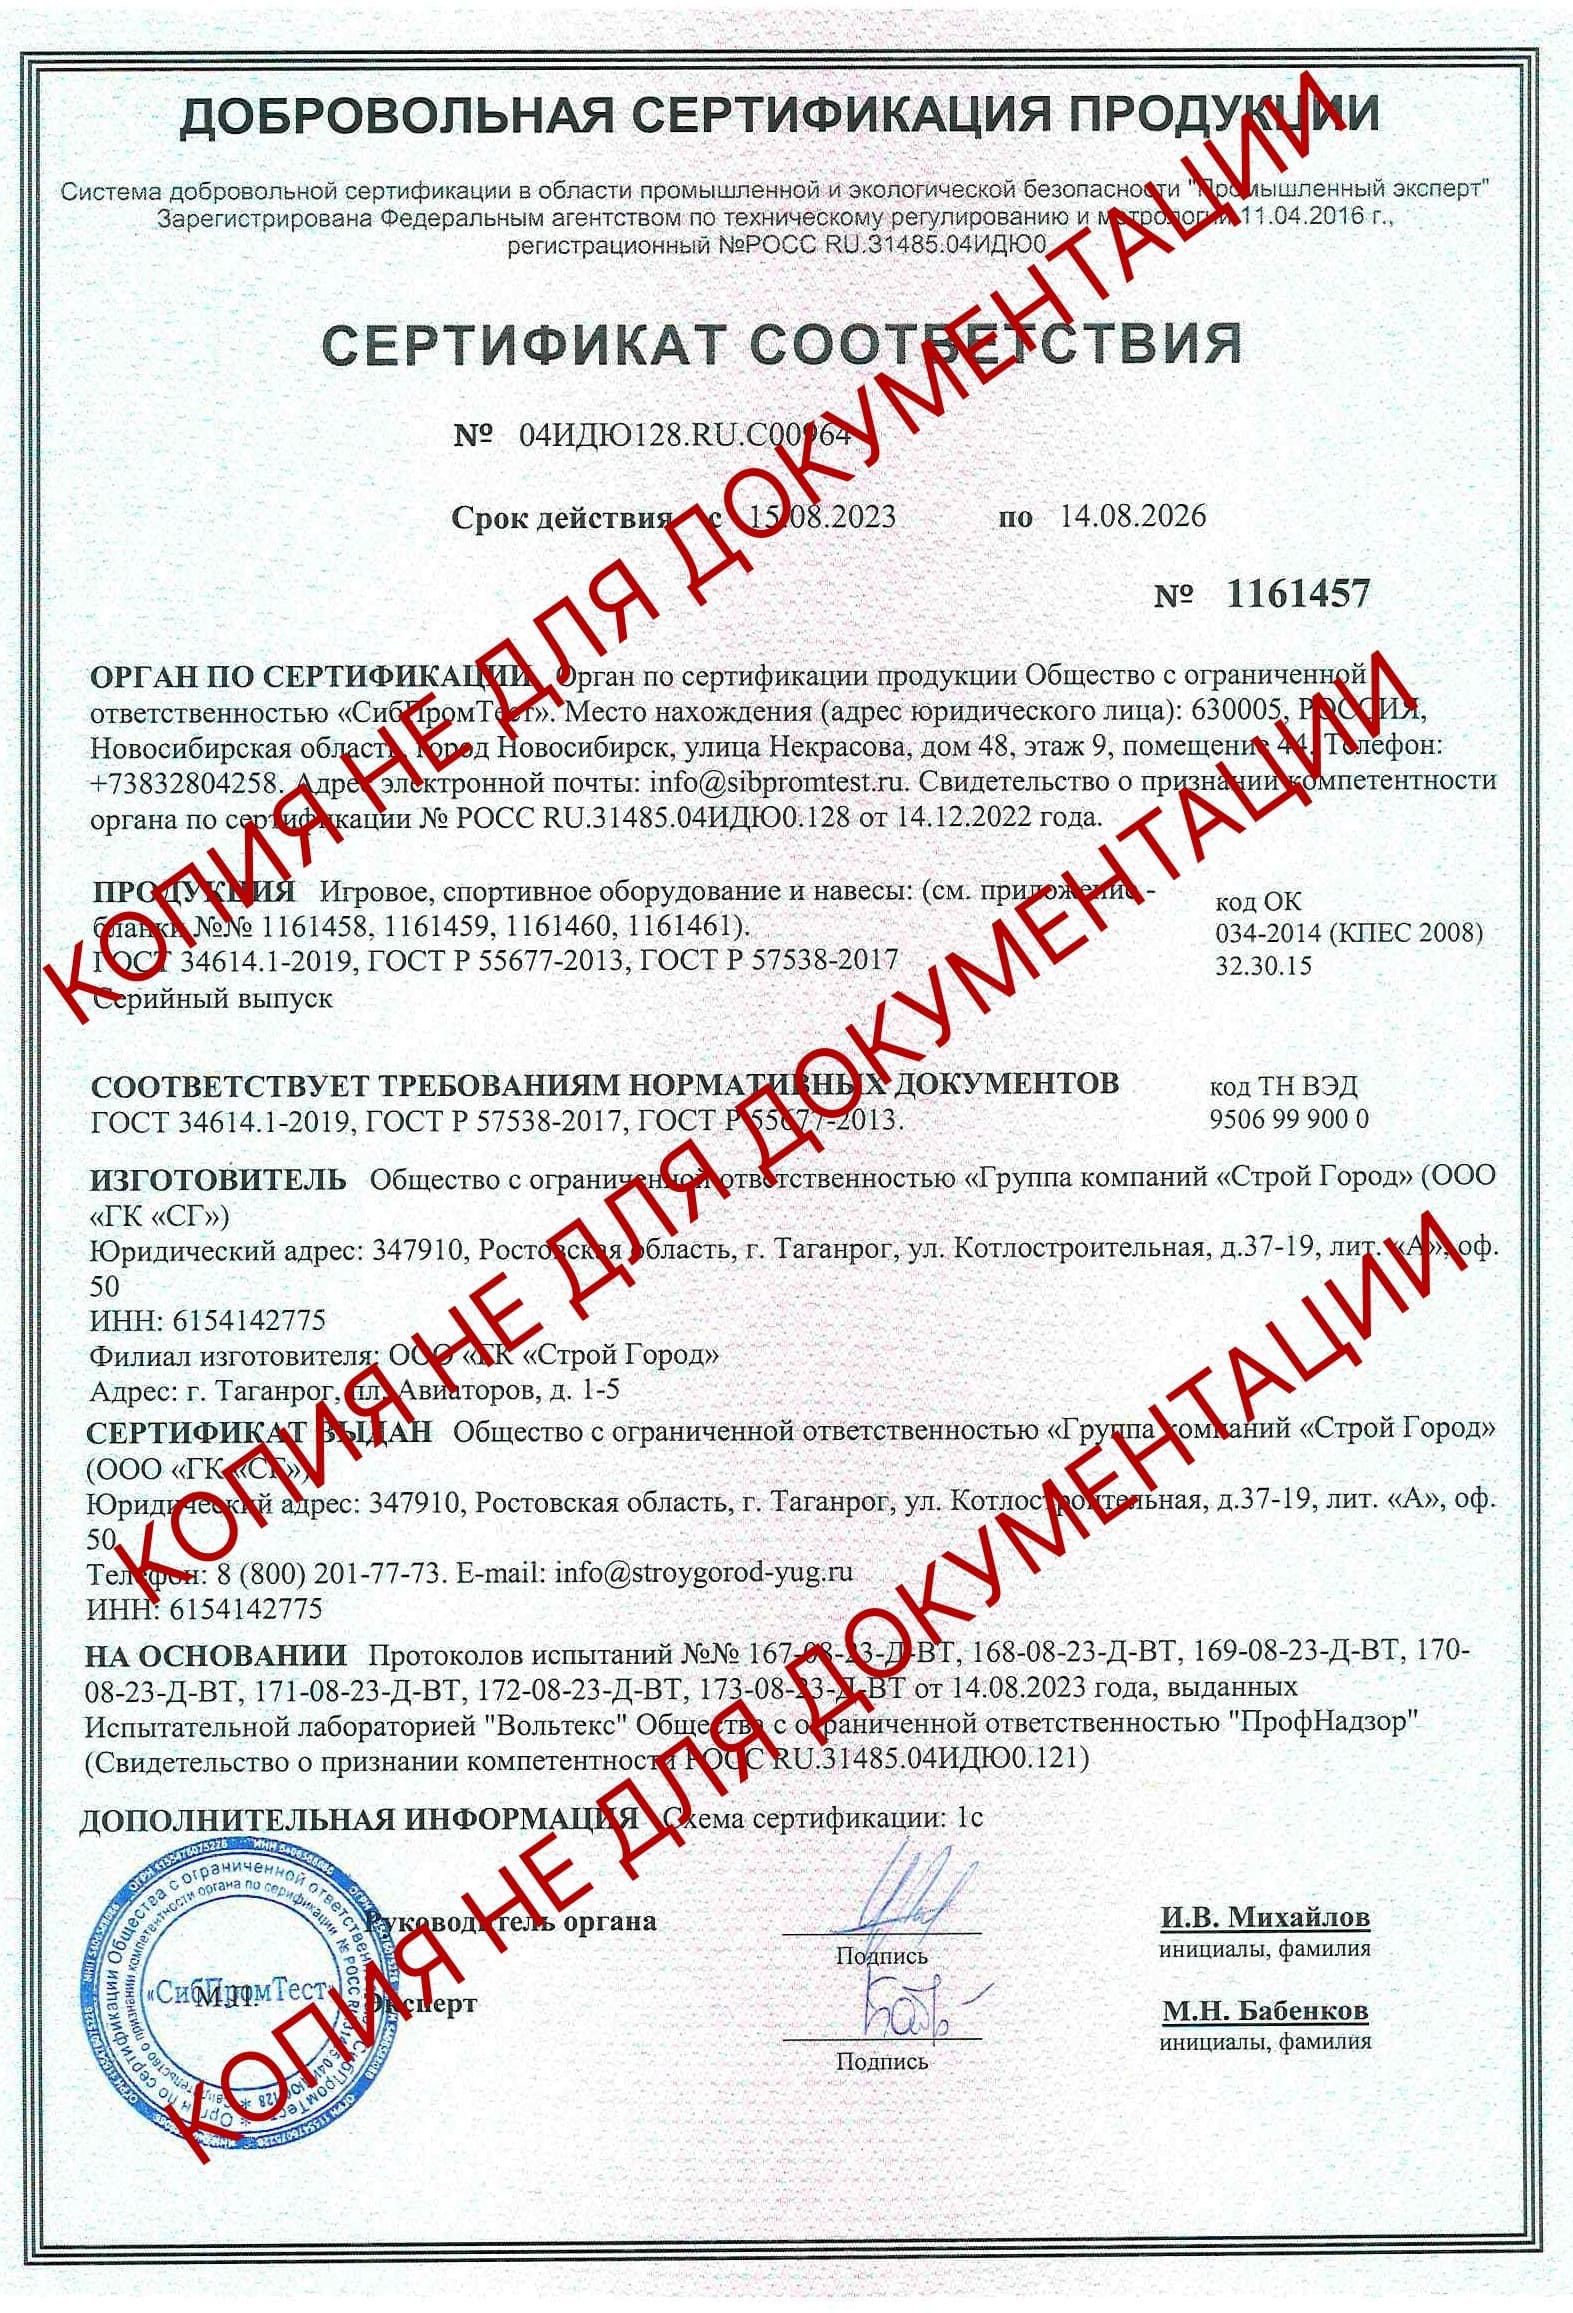 ДОБРОВОЛЬНАЯ СЕРТИФИКАЦИЯ ПРОДУКЦИИ
Система добровольной сертификации в области промышленной и экологической безопасности "Промышленный эксперт"
Зарегистрирована Федеральным агентством по техническому регулированию и метрологии 11.04.2016 г.,
регистрационный №РОСС RU.31485.04ИДЮ0
СЕРТИФИКАТ СООТВЕТСТВИЯ
№ 04ИДЮ128.RU.С00964
Срок действия с 15.08.2023 по 14.08.2026
№ 1161457
ОРГАН ПО СЕРТИФИКАЦИИ Орган по сертификации продукции Общество с ограниченной
ответственностью «СибПромТест». Место нахождения (адрес юридического лица): 630005, РОССИЯ,
Новосибирская область, город Новосибирск, улица Некрасова, дом 48, этаж 9, помещение 44. Телефон:
+73832804258. Адрес электронной почты: info@sibpromtest.ru. Свидетельство о признании компетентности
органа по сертификации № РОСС RU.31485.04ИДЮ0.128 от 14.12.2022 года.
ПРОДУКЦИЯ Игровое, спортивное оборудование и навесы: (см. приложение -
бланки №№ 1161458, 1161459, 1161460, 1161461).
ГОСТ 34614.1-2019, ГОСТ Р 55677-2013, ГОСТ Р 57538-2017
Серийный выпуск
код ОК
034-2014 (КПЕС 2008)
32.30.15
СООТВЕТСТВУЕТ ТРЕБОВАНИЯМ НОРМАТИВНЫХ ДОКУМЕНТОВ
ГОСТ 34614.1-2019, ГОСТ Р 57538-2017, ГОСТ Р 55677-2013.
код ТН ВЭД
9506 99 900 0
ИЗГОТОВИТЕЛЬ Общество с ограниченной ответственностью «Группа компаний «Строй Город» (ООО
«ГК «СГ»)
Юридический адрес: 347910, Ростовская область, г. Таганрог, ул. Котлостроительная, д.37-19, лит. «А», оф.
50
ИНН: 6154142775
Филиал изготовителя: ООО «ГК «Строй Город»
Адрес: г. Таганрог, пл. Авиаторов, д. 1-5
СЕРТИФИКАТ ВЫДАН Общество с ограниченной ответственностью «Группа компаний «Строй Город»
(ООО «ГК «СГ»)
Юридический адрес: 347910, Ростовская область, г. Таганрог, ул. Котлостроительная, д.37-19, лит. «А», оф.
50
Телефон: 8 (800) 201-77-73. E-mail: info@stroygorod-yug.ru
ИНН: 6154142775
НА ОСНОВАНИИ Протоколов испытаний №№ 167-08-23-Д-ВТ, 168-08-23-Д-ВТ, 169-08-23-Д-ВТ, 170-
08-23-Д-ВТ, 171-08-23-Д-ВТ, 172-08-23-Д-ВТ, 173-08-23-Д-ВТ от 14.08.2023 года, выданных
Испытательной лабораторией "Вольтекс" Общества с ограниченной ответственностью "ПрофНадзор"
(Свидетельство о признании компетентности РОСС RU.31485.04ИДЮ0.121)
ДОПОЛНИТЕЛЬНАЯ ИНФОРМАЦИЯ Схема сертификации: 1с
Руководитель органа
Подпись
И.В. Михайлов
инициалы, фамилия
М.П.
Эксперт
Подпись
М.Н. Бабенков
инициалы, фамилия
«СибПромТест»
Орган по сертификации Общества с ограниченной ответственностью «СибПромТест»
КОПИЯ НЕ ДЛЯ ДОКУМЕНТАЦИИ
КОПИЯ НЕ ДЛЯ ДОКУМЕНТАЦИИ
КОПИЯ НЕ ДЛЯ ДОКУМЕНТАЦИИ